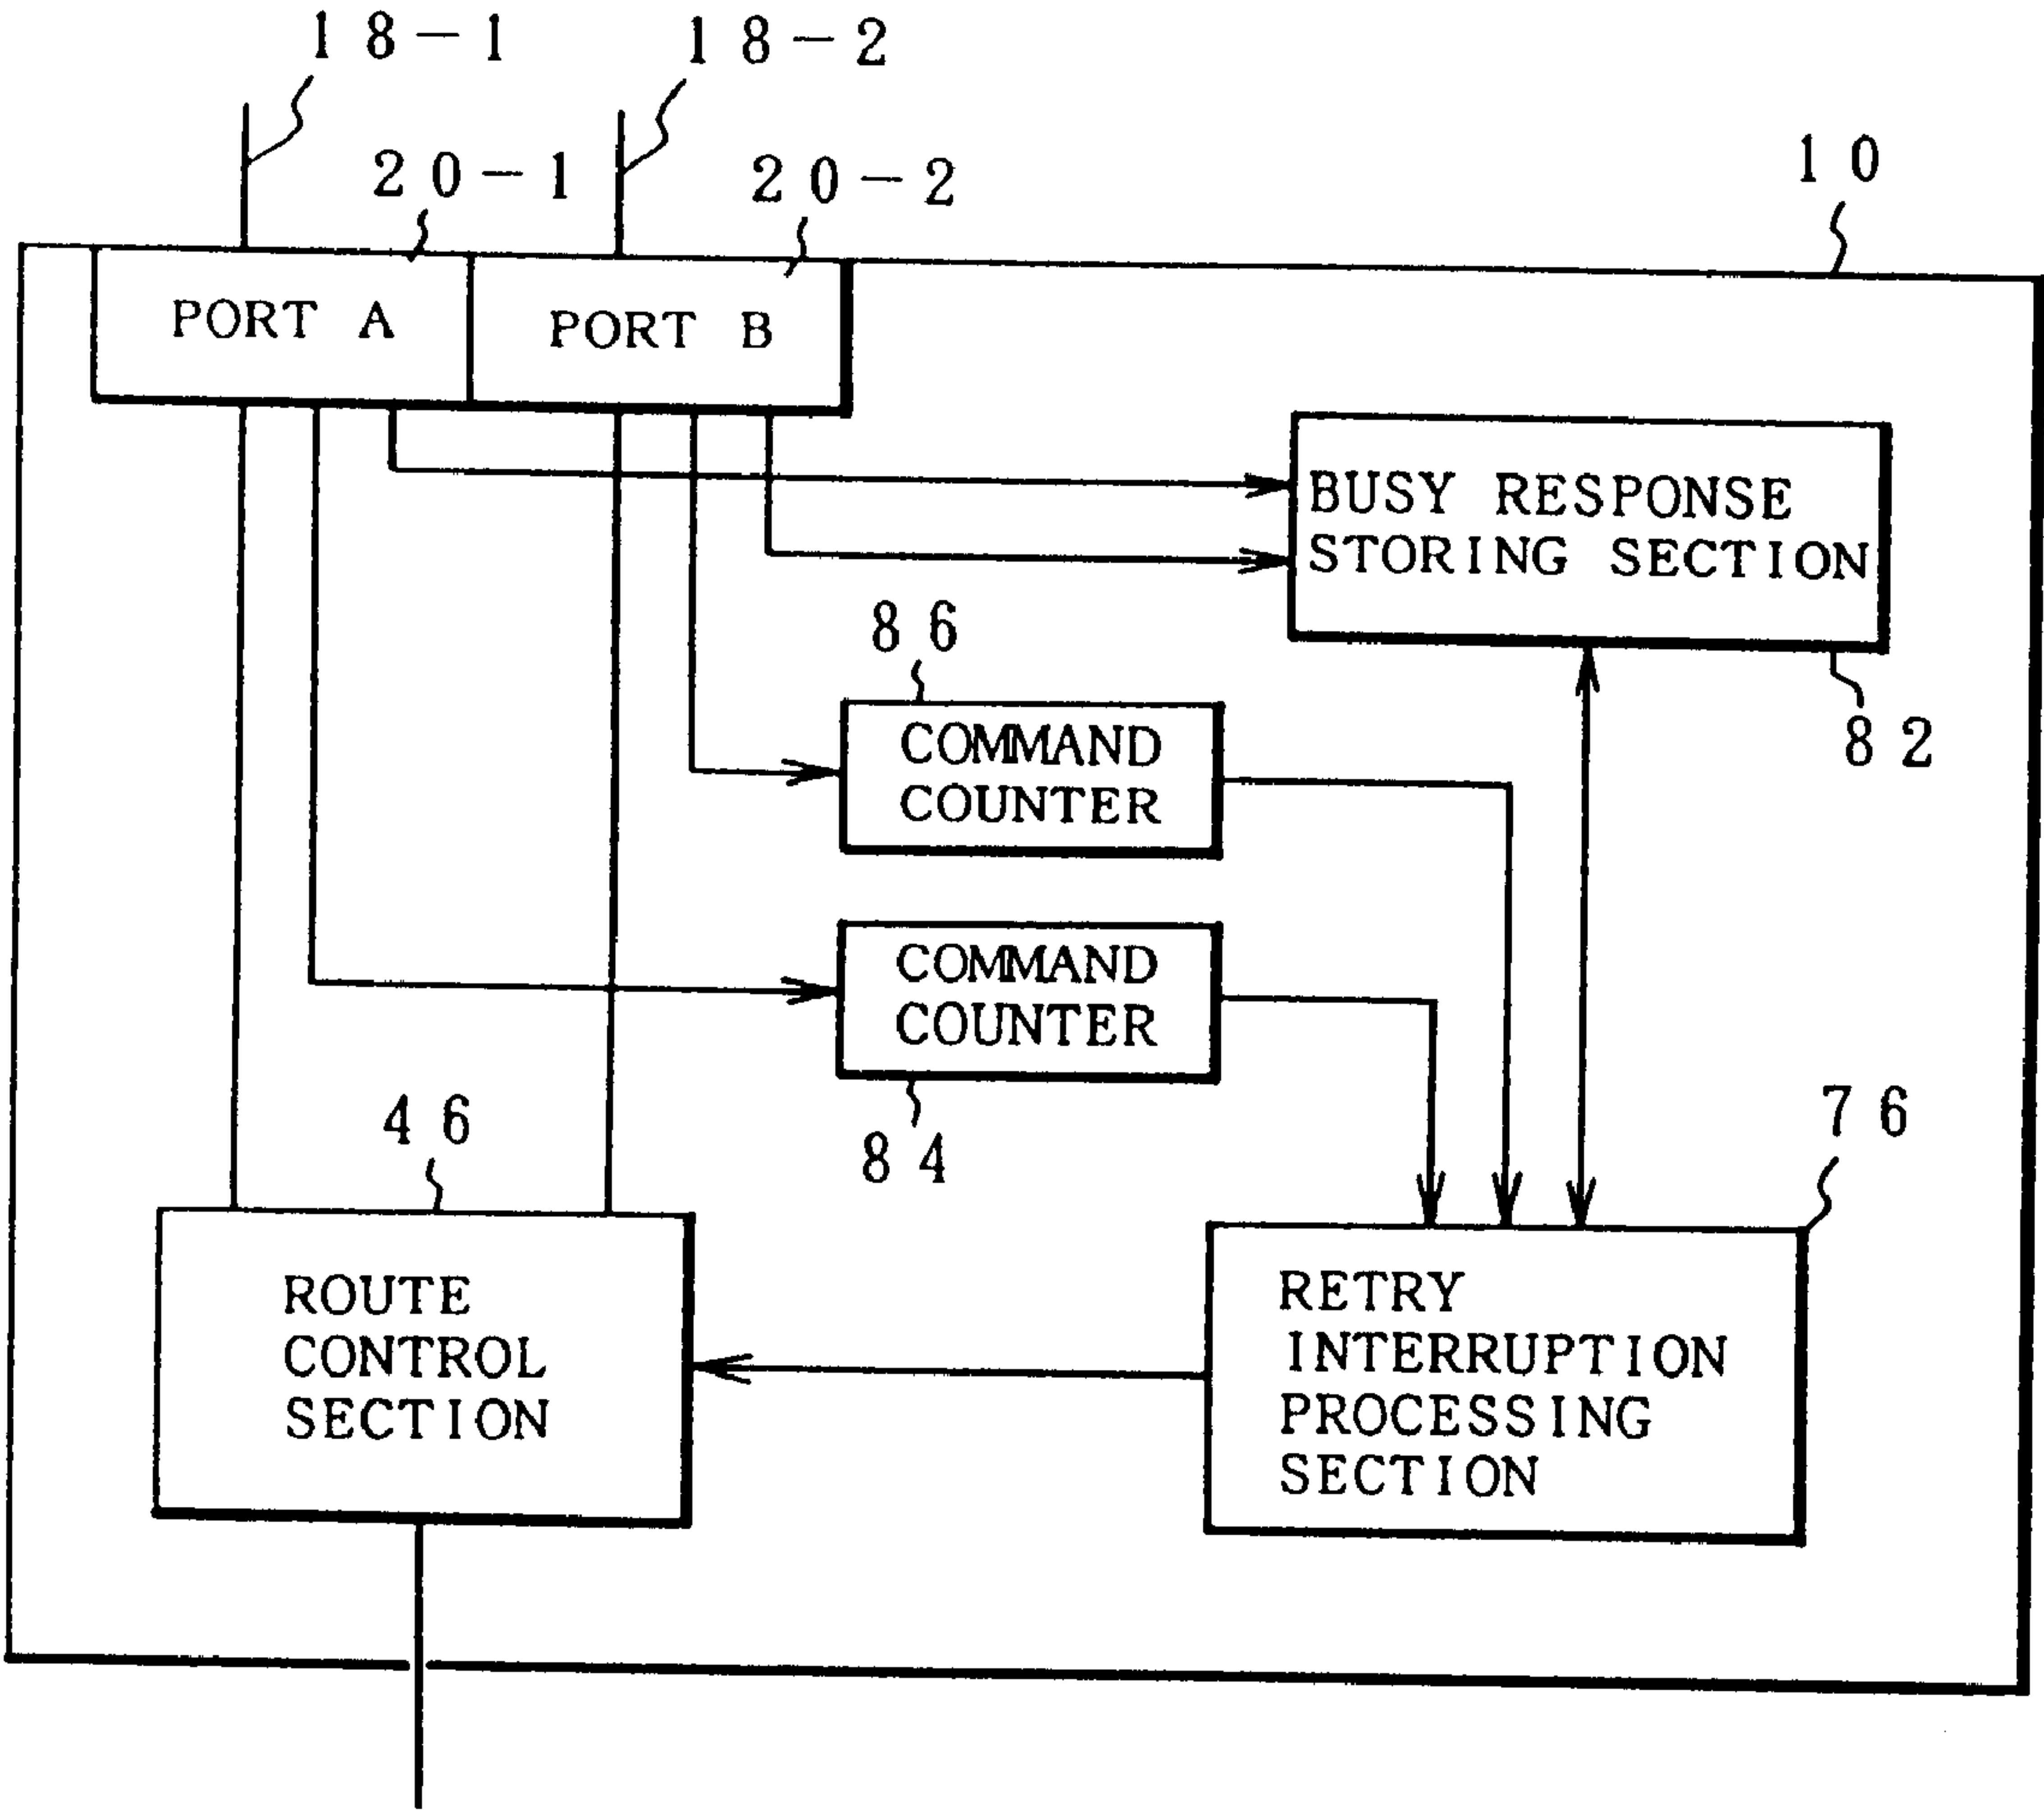 18-1
18-2
20-1
20-2
10
PORT A
PORT B
BUSY RESPONSE
STORING SECTION
82
86
COMMAND
COUNTER
COMMAND
COUNTER
84
46
76
ROUTE
CONTROL
SECTION
RETRY
INTERRUPTION
PROCESSING
SECTION